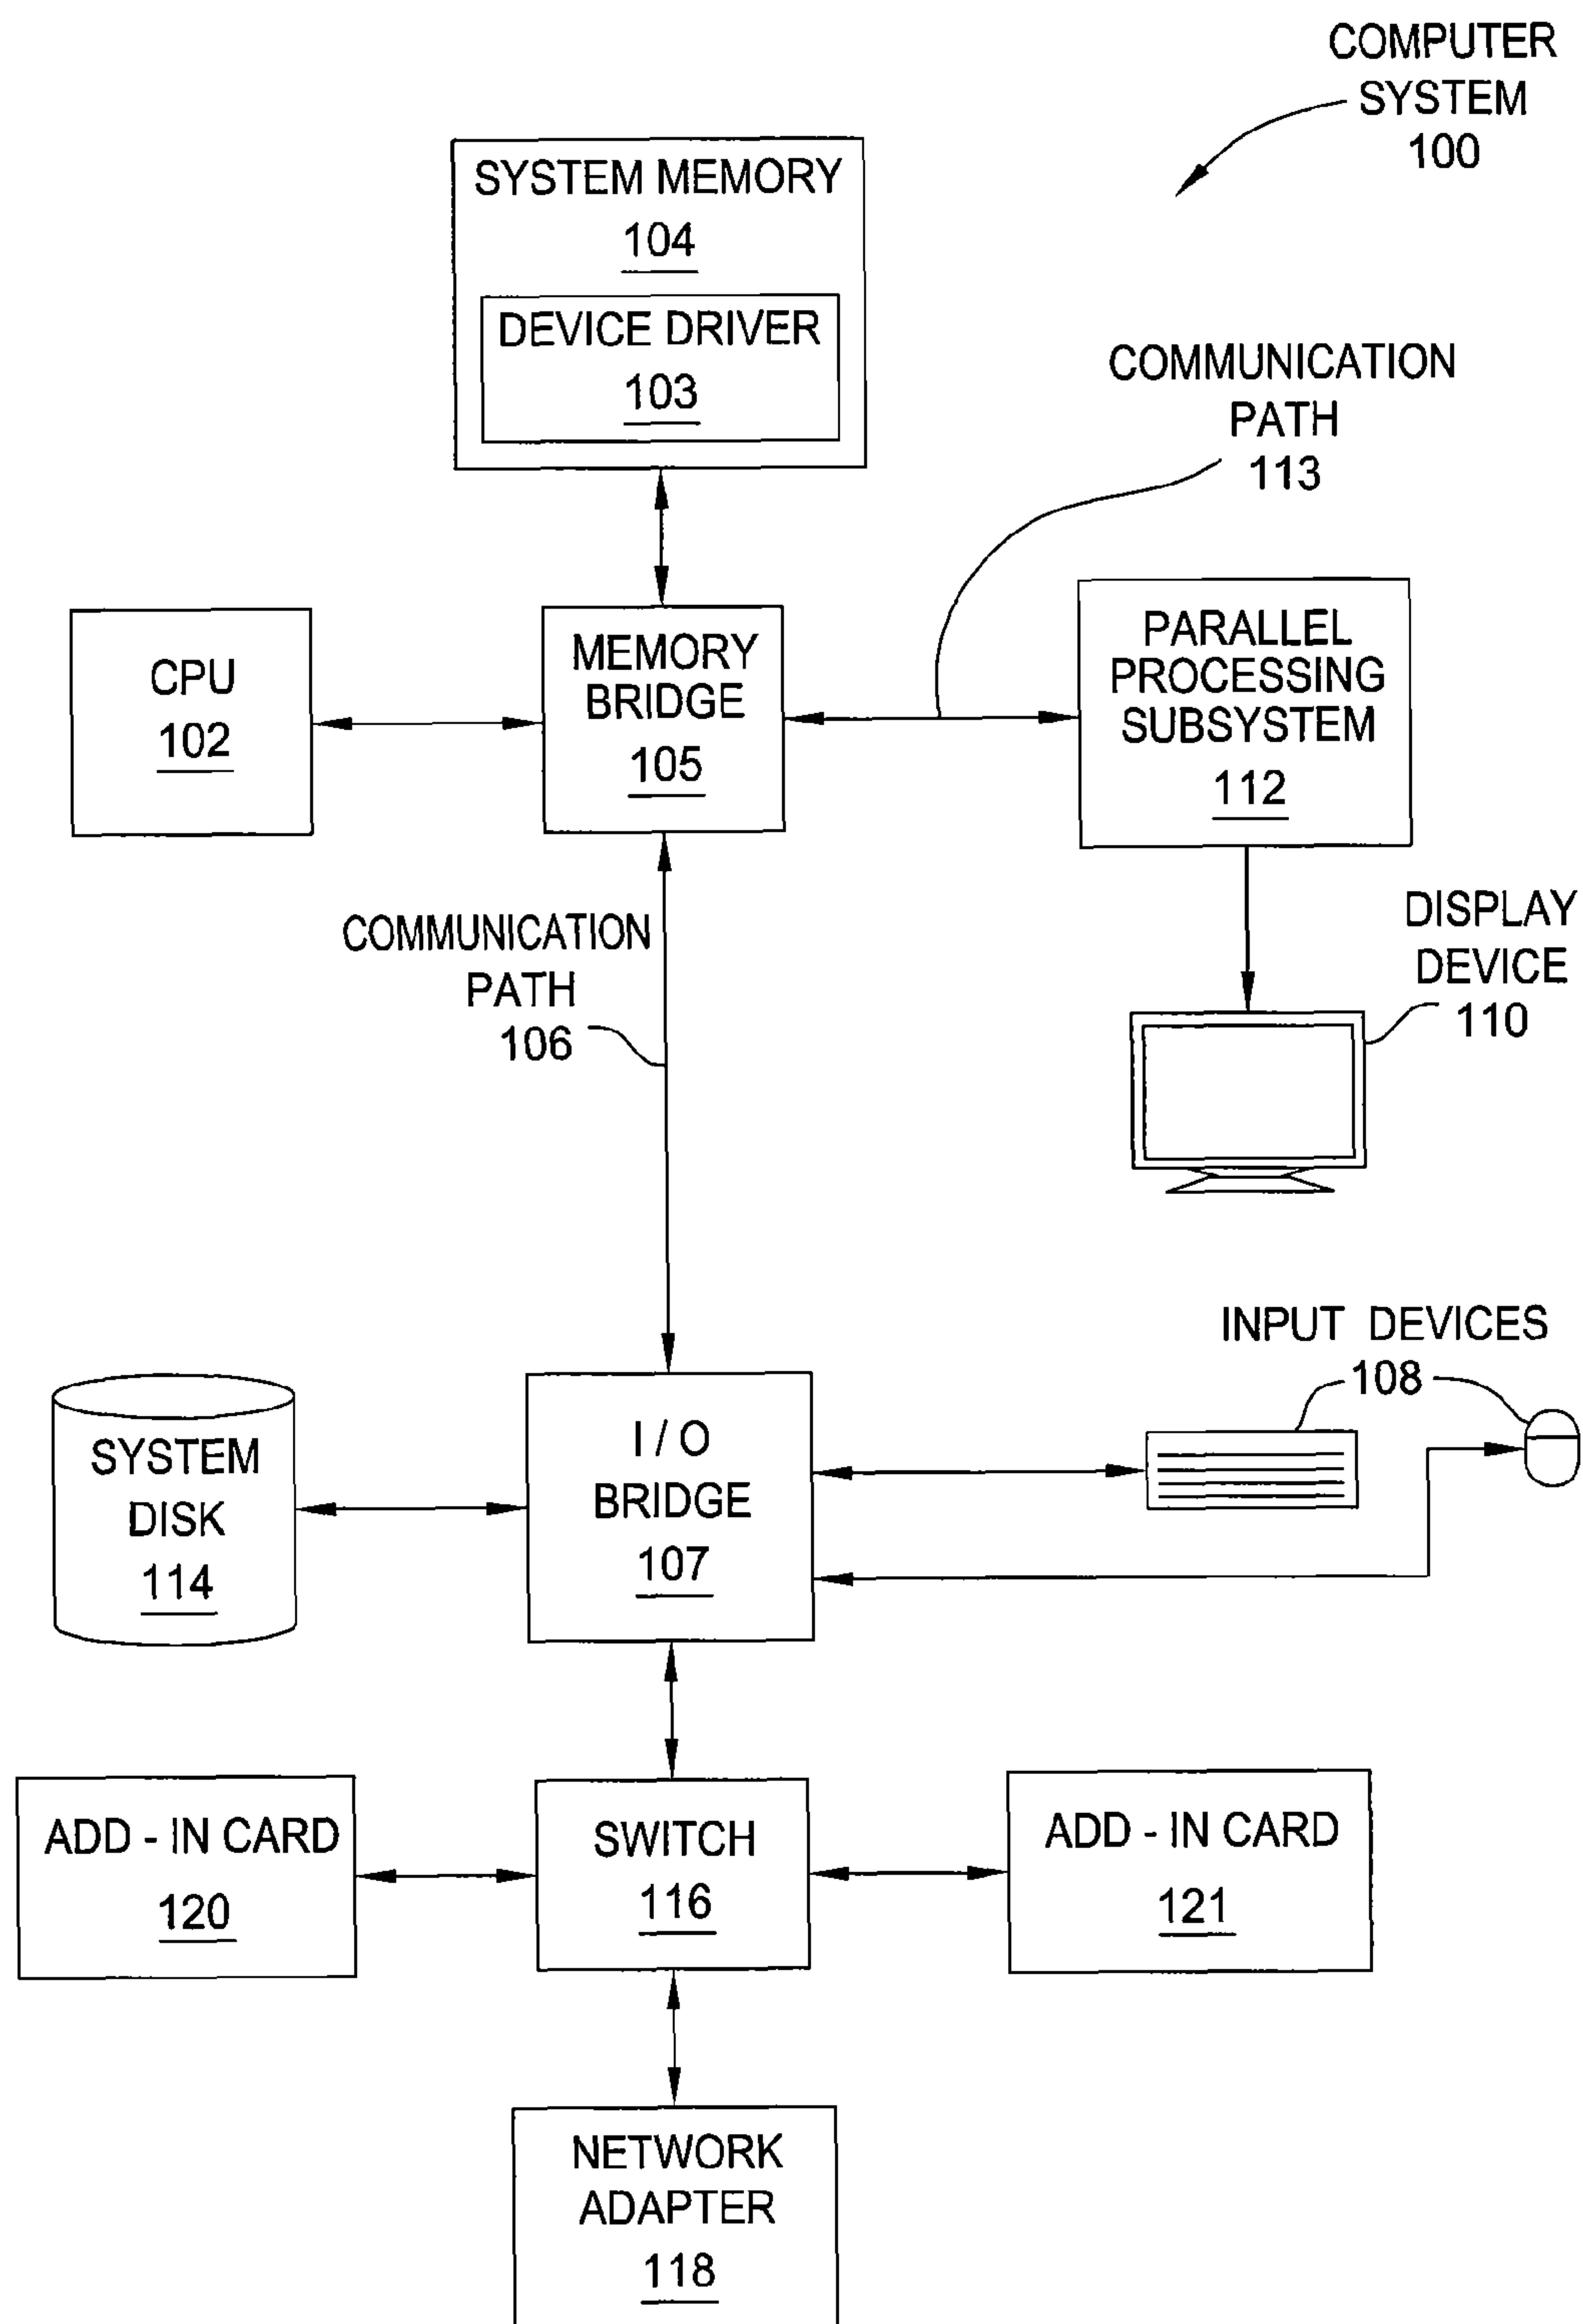 COMPUTER
SYSTEM
100
SYSTEM MEMORY
104
DEVICE DRIVER
103
COMMUNICATION
PATH
113
CPU
102
MEMORY
BRIDGE
105
PARALLEL
PROCESSING
SUBSYSTEM
112
COMMUNICATION
PATH
106
DISPLAY
DEVICE
110
INPUT DEVICES
108
SYSTEM
DISK
114
I / O
BRIDGE
107
ADD - IN CARD
120
SWITCH
116
ADD - IN CARD
121
NETWORK
ADAPTER
118